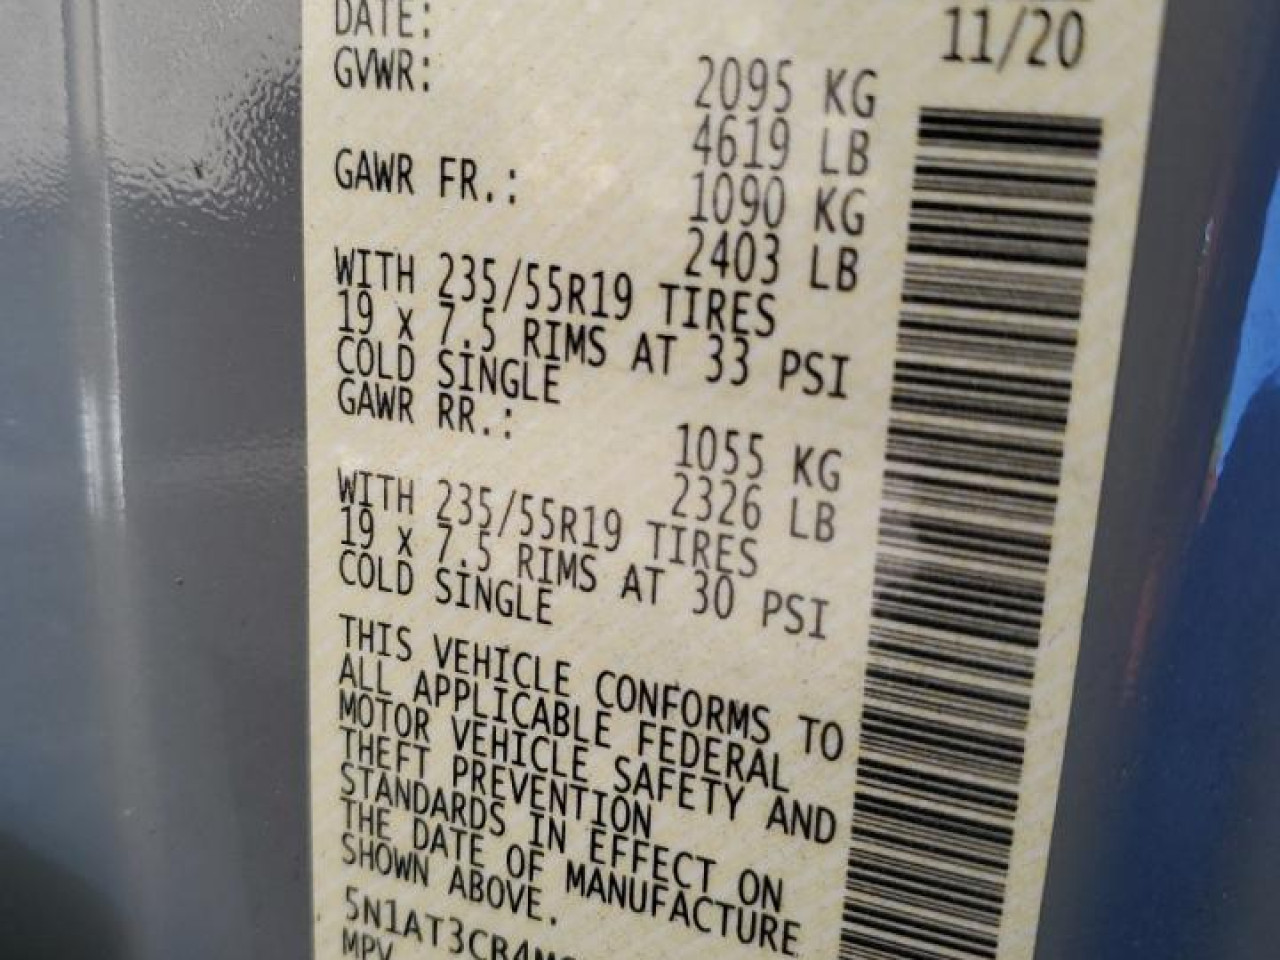 DATE: 11/20
GVWR: 2095 KG
4619 LB
GAWR FR.: 1090 KG
2403 LB
WITH 235/55R19 TIRES
19 x 7.5 RIMS AT 33 PSI
COLD SINGLE
GAWR RR.: 1055 KG
2326 LB
WITH 235/55R19 TIRES
19 x 7.5 RIMS AT 30 PSI
COLD SINGLE
THIS VEHICLE CONFORMS TO
ALL APPLICABLE FEDERAL
MOTOR VEHICLE SAFETY AND
THEFT PREVENTION
STANDARDS IN EFFECT ON
THE DATE OF MANUFACTURE
SHOWN ABOVE.
MPV